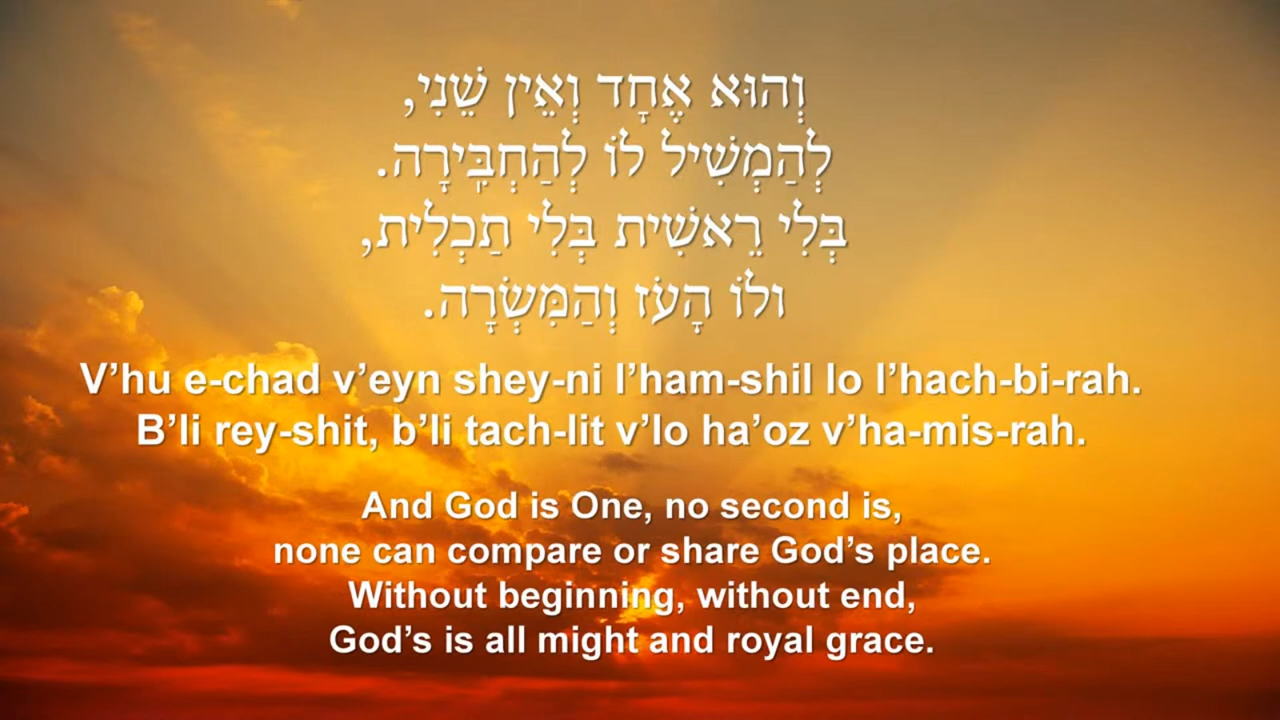 וְהוּא אֶחָד וְאֵין שֵׁנִי,
לְהַמְשִׁיל לוֹ לְהַחְבִּירָה.
בְּלִי רֵאשִׁית בְּלִי תַכְלִית,
וְלוֹ הָעֹז וְהַמִּשְׂרָה.
V’hu e-chad v’eyn shey-ni l’ham-shil lo l’hach-bi-rah.
B’li rey-shit, b’li tach-lit v’lo ha’oz v’ha-mis-rah.
And God is One, no second is,
none can compare or share God’s place.
Without beginning, without end,
God’s is all might and royal grace.